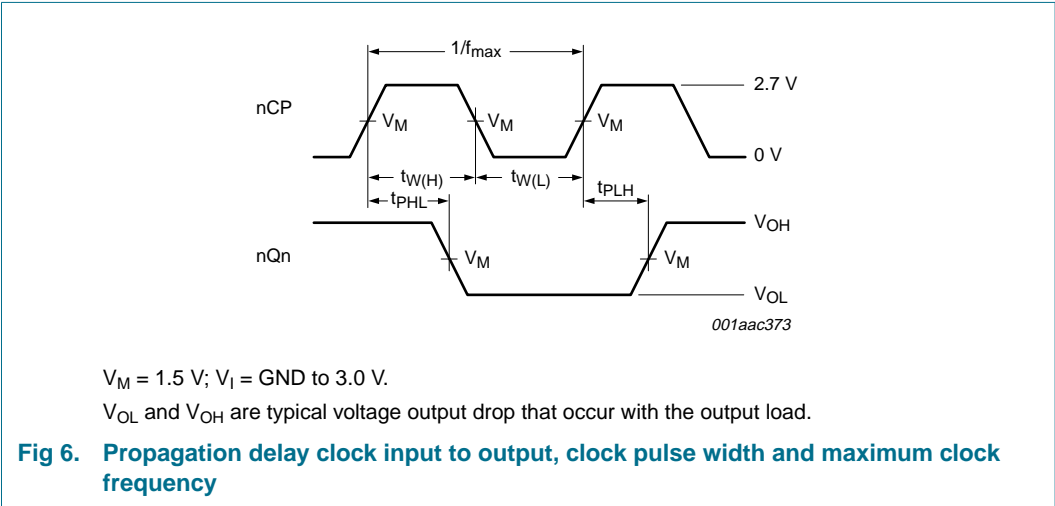 1/fmax
2.7 V
nCP
VM VM VM
0 V
tW(H) tW(L) tPLH
tPHL
VOH
nQn
VM VM
VOL
001aac373
VM = 1.5 V; VI = GND to 3.0 V.
VOL and VOH are typical voltage output drop that occur with the output load.
Fig 6. Propagation delay clock input to output, clock pulse width and maximum clock
frequency